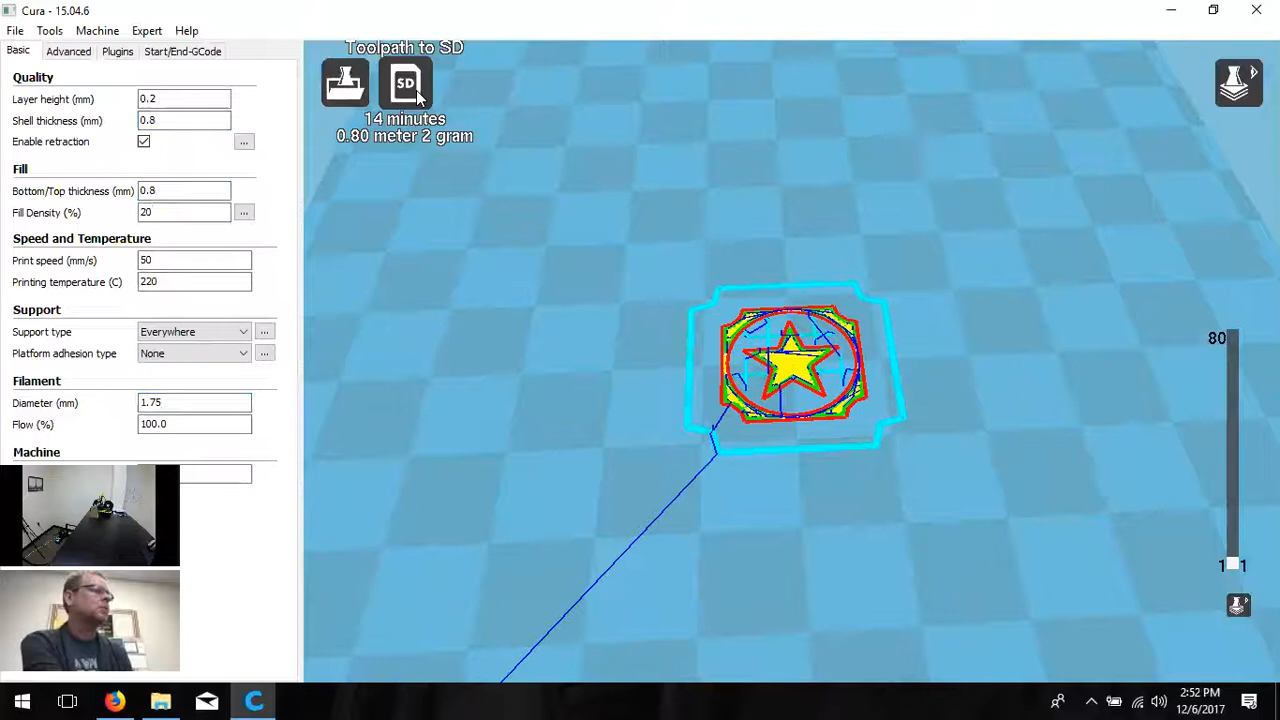 Cura - 15.04.6
File Tools Machine Expert Help
Basic Advanced Plugins Start/End-GCode
Quality
Layer height (mm) 0.2
Shell thickness (mm) 0.8
Enable retraction ...
Fill
Bottom/Top thickness (mm) 0.8
Fill Density (%) 20 ...
Speed and Temperature
Print speed (mm/s) 50
Printing temperature (C) 220
Support
Support type Everywhere ...
Platform adhesion type None ...
Filament
Diameter (mm) 1.75
Flow (%) 100.0
Machine
Toolpath to SD
SD
14 minutes
0.80 meter 2 gram
80
1 1
2:52 PM
12/6/2017